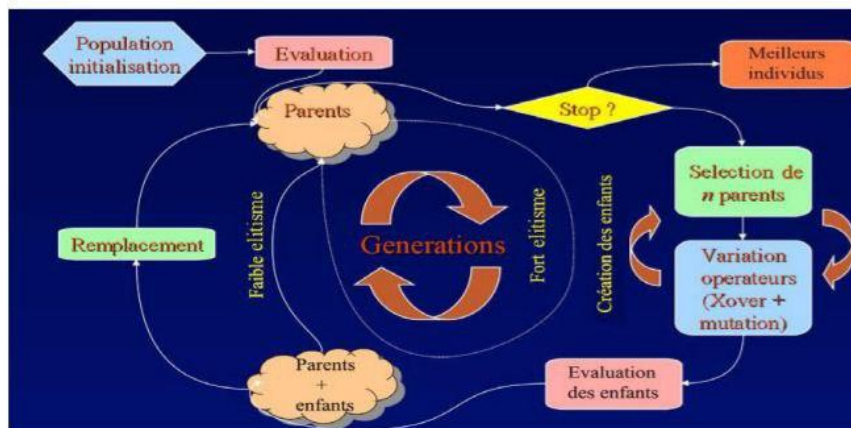 Population
initialisation
Evaluation
Meilleurs
individus
Parents
Stop ?
Selection de
n parents
Création des enfants
Faible elitisme
Fort elitisme
Generations
Remplacement
Variation
operateurs
(Xover +
mutation)
Parents
+
enfants
Evaluation
des enfants